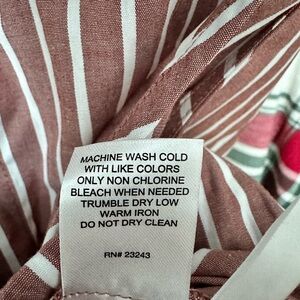 MACHINE WASH COLD
WITH LIKE COLORS
ONLY NON CHLORINE
BLEACH WHEN NEEDED
TRUMBLE DRY LOW
WARM IRON
DO NOT DRY CLEAN
RN# 23243